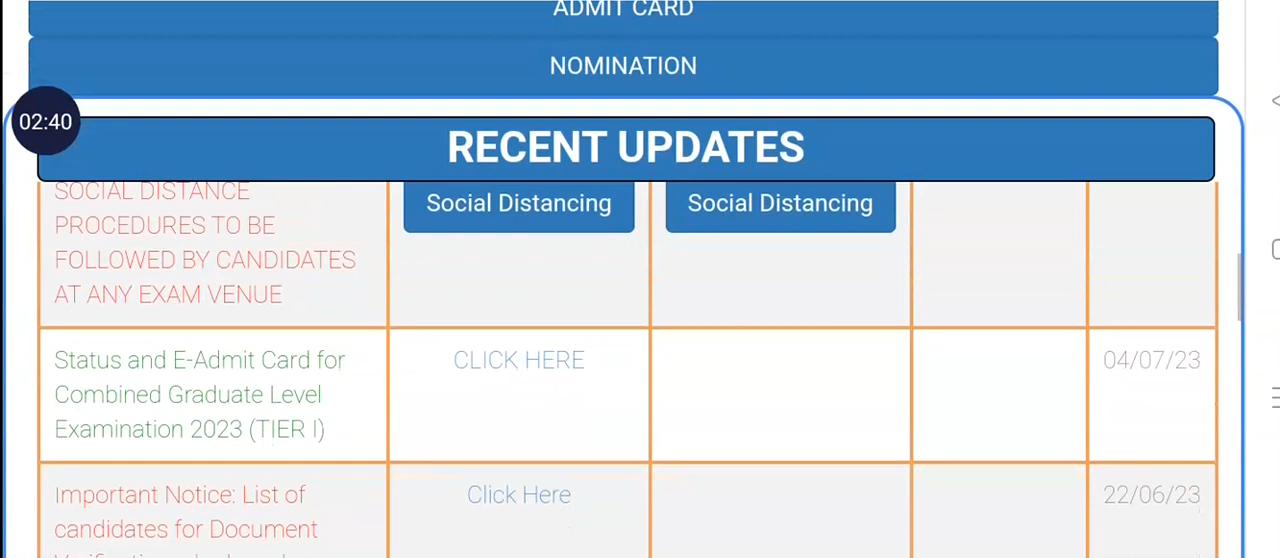 ADMIT CARD
NOMINATION
02:40
RECENT UPDATES
SOCIAL DISTANCE
PROCEDURES TO BE
FOLLOWED BY CANDIDATES
AT ANY EXAM VENUE
Social Distancing
Social Distancing
Status and E-Admit Card for
Combined Graduate Level
Examination 2023 (TIER I)
CLICK HERE
04/07/23
Important Notice: List of
candidates for Document
Click Here
22/06/23